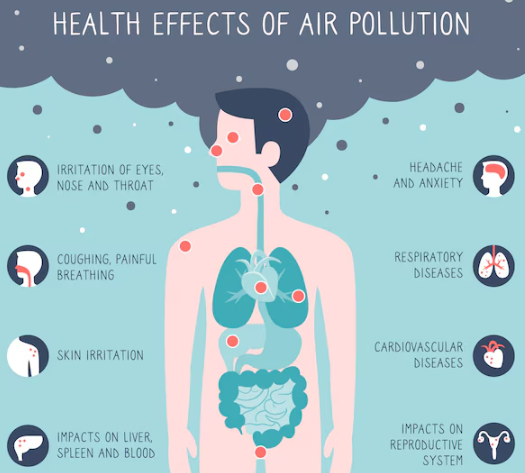 HEALTH EFFECTS OF AIR POLLUTION
IRRITATION OF EYES,
NOSE AND THROAT
COUGHING, PAINFUL
BREATHING
SKIN IRRITATION
IMPACTS ON LIVER,
SPLEEN AND BLOOD
HEADACHE
AND ANXIETY
RESPIRATORY
DISEASES
CARDIOVASCULAR
DISEASES
IMPACTS ON
REPRODUCTIVE
SYSTEM